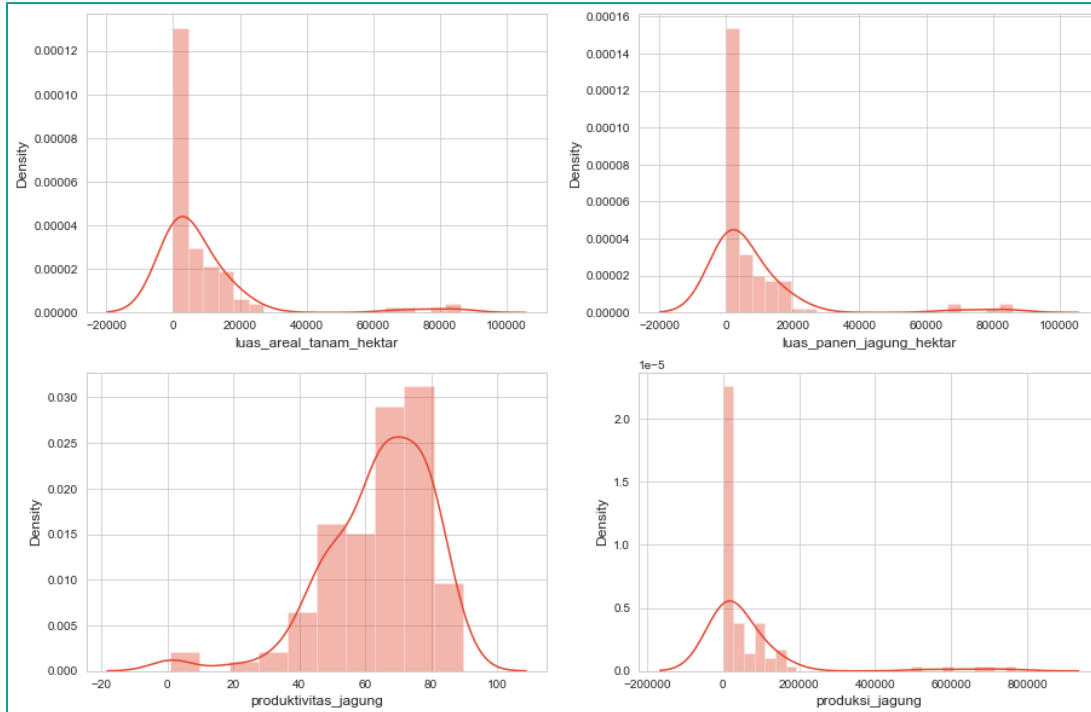 0.00012
0.00010
0.00008
0.00006
0.00004
0.00002
0.00000
Density
−20000 0 20000 40000 60000 80000 100000
luas_areal_tanam_hektar
0.00016
0.00014
0.00012
0.00010
0.00008
0.00006
0.00004
0.00002
0.00000
Density
−20000 0 20000 40000 60000 80000 100000
luas_panen_jagung_hektar
0.030
0.025
0.020
0.015
0.010
0.005
0.000
Density
−20 0 20 40 60 80 100
produktivitas_jagung
1e−5
2.0
1.5
1.0
0.5
0.0
Density
−200000 0 200000 400000 600000 800000
produksi_jagung